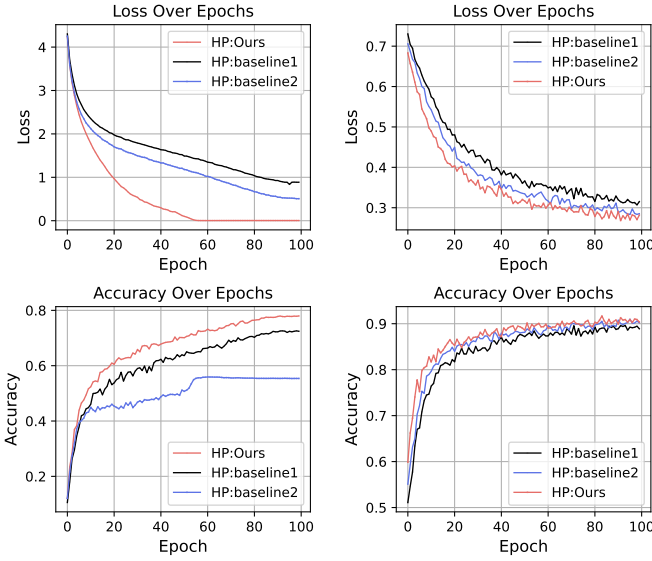 Loss Over Epochs
4
3
2
1
0
Loss
HP:Ours
HP:baseline1
HP:baseline2
0 20 40 60 80 100
Epoch
Loss Over Epochs
0.7
0.6
0.5
0.4
0.3
Loss
HP:baseline1
HP:baseline2
HP:Ours
0 20 40 60 80 100
Epoch
Accuracy Over Epochs
0.8
0.6
0.4
0.2
Accuracy
HP:Ours
HP:baseline1
HP:baseline2
0 20 40 60 80 100
Epoch
Accuracy Over Epochs
0.9
0.8
0.7
0.6
0.5
Accuracy
HP:baseline1
HP:baseline2
HP:Ours
0 20 40 60 80 100
Epoch